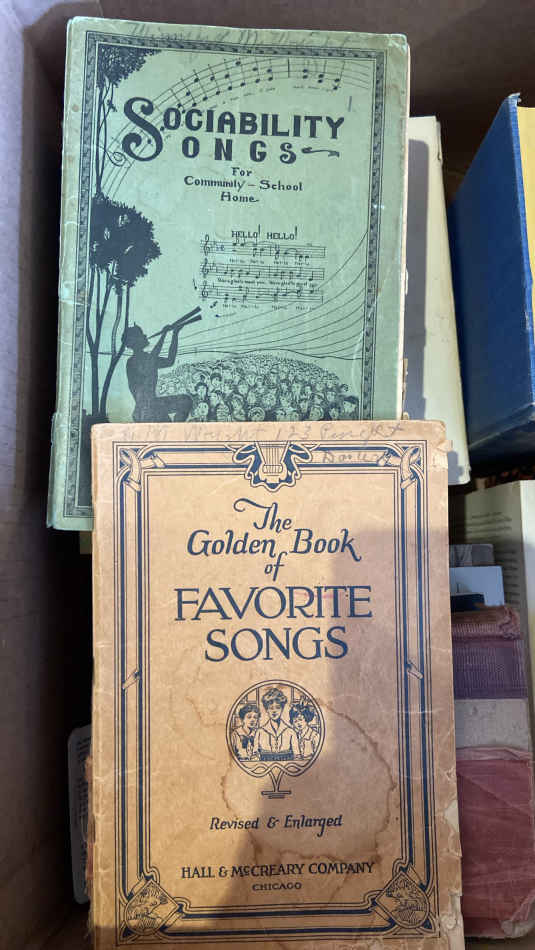 SOCIABILITY
SONGS
For
Community – School
Home
HELLO! HELLO!
The
Golden Book
of
FAVORITE
SONGS
Revised & Enlarged
HALL & McCREARY COMPANY
CHICAGO